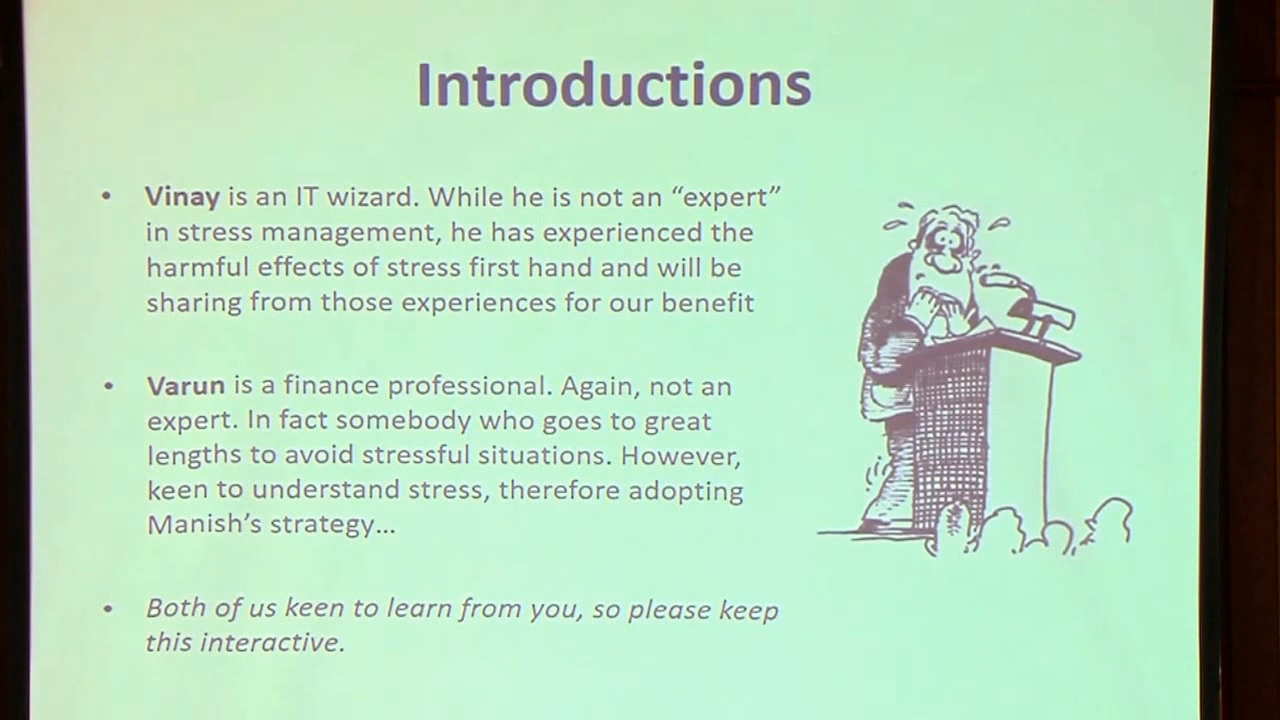 Introductions
• Vinay is an IT wizard. While he is not an “expert”
in stress management, he has experienced the
harmful effects of stress first hand and will be
sharing from those experiences for our benefit
• Varun is a finance professional. Again, not an
expert. In fact somebody who goes to great
lengths to avoid stressful situations. However,
keen to understand stress, therefore adopting
Manish’s strategy...
• Both of us keen to learn from you, so please keep
this interactive.